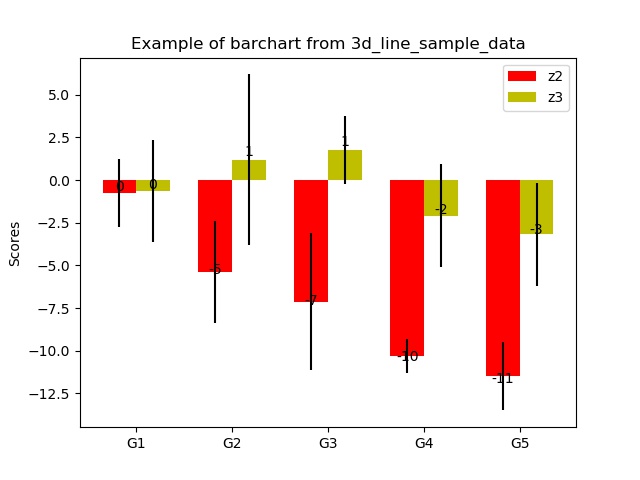 Example of barchart from 3d_line_sample_data
z2
z3
5.0
2.5
0.0
−2.5
−5.0
−7.5
−10.0
−12.5
Scores
0
0
-5
1
-7
1
-10
-2
-11
-3
G1
G2
G3
G4
G5